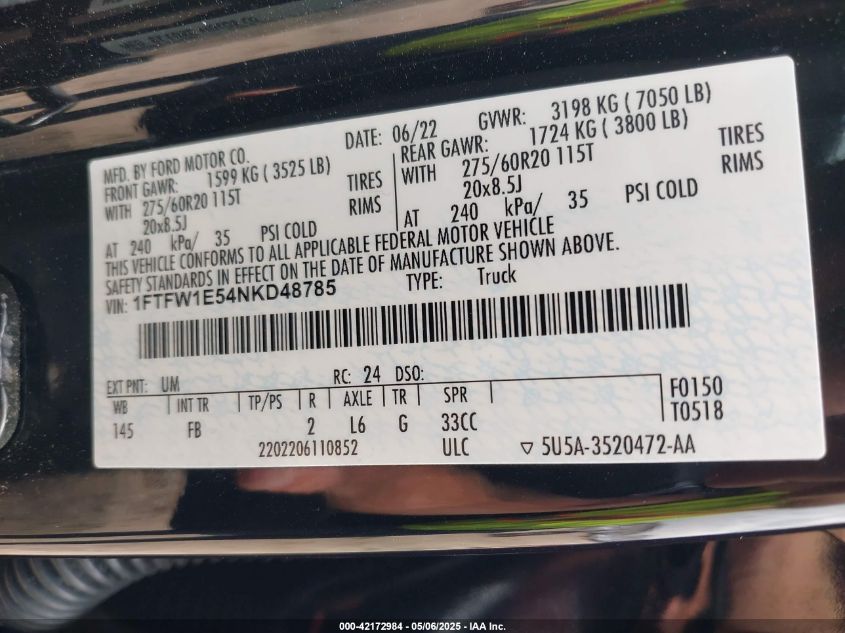 MFD. BY FORD MOTOR CO. DATE: 06/22 GVWR: 3198 KG ( 7050 LB)
FRONT GAWR: 1599 KG ( 3525 LB) REAR GAWR: 1724 KG ( 3800 LB)
WITH 275/60R20 115T TIRES WITH 275/60R20 115T TIRES
20x8.5J RIMS 20x8.5J RIMS
AT 240 kPa/ 35 PSI COLD AT 240 kPa/ 35 PSI COLD
THIS VEHICLE CONFORMS TO ALL APPLICABLE FEDERAL MOTOR VEHICLE
SAFETY STANDARDS IN EFFECT ON THE DATE OF MANUFACTURE SHOWN ABOVE.
VIN: 1FTFW1E54NKD48785 TYPE: Truck
EXT PNT: UM RC: 24 DSO:
WB INT TR TP/PS R AXLE TR SPR F0150
145 FB 2 L6 G 33CC T0518
2202206110852 ULC ▽ 5U5A-3520472-AA
000-42172984 - 05/06/2025 - IAA Inc.